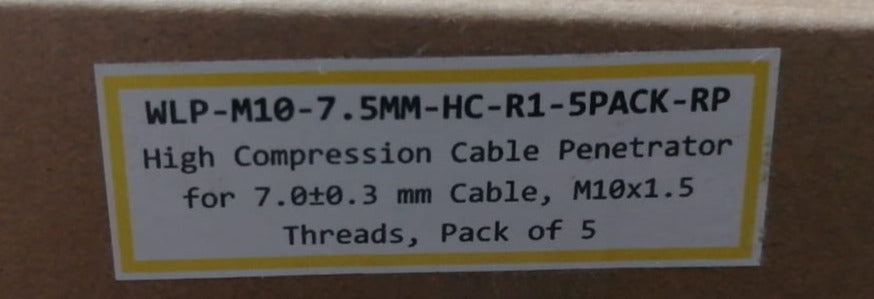 WLP-M10-7.5MM-HC-R1-5PACK-RP
High Compression Cable Penetrator
for 7.0±0.3 mm Cable, M10x1.5
Threads, Pack of 5